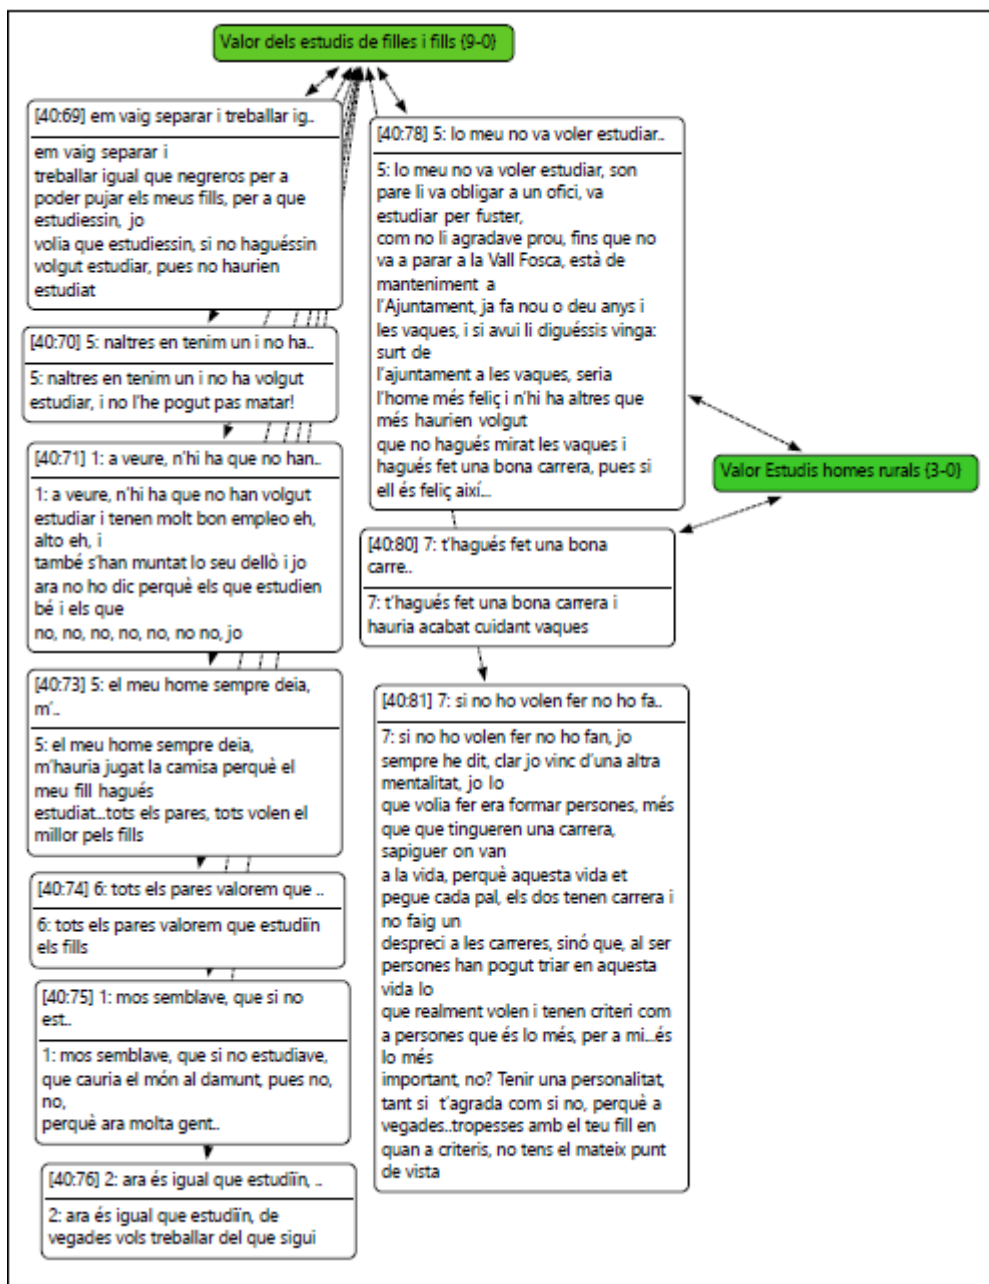 Valor dels estudis de filles i fills {9-0}
[40:69] em vaig separar i treballar ig..
em vaig separar i
treballar igual que negreros per a
poder pujar els meus fills, per a que
estudiessin, jo
volia que estudiessin, si no haguéssin
volgut estudiar, pues no haurien
estudiat
[40:70] 5: naltres en tenim un i no ha..
5: naltres en tenim un i no ha volgut
estudiar, i no l'he pogut pas matar!
[40:71] 1: a veure, n'hi ha que no han..
1: a veure, n'hi ha que no han volgut
estudiar i tenen molt bon empleo eh,
alto eh, i
també s'han muntat lo seu dellò i jo
ara no ho dic perquè els que estudien
bé i els que
no, no, no, no, no, no no, jo
[40:73] 5: el meu home sempre deia,
m'..
5: el meu home sempre deia,
m'hauria jugat la camisa perquè el
meu fill hagués
estudiat...tots els pares, tots volen el
millor pels fills
[40:74] 6: tots els pares valorem que ..
6: tots els pares valorem que estudïin
els fills
[40:75] 1: mos semblave, que si no
est..
1: mos semblave, que si no estudiave,
que cauria el món al damunt, pues no,
no,
perquè ara molta gent..
[40:76] 2: ara és igual que estudïin, ..
2: ara és igual que estudïin, de
vegades vols treballar del que sigui
[40:78] 5: lo meu no va voler estudiar..
5: lo meu no va voler estudiar, son
pare li va obligar a un ofici, va
estudiar per fuster,
com no li agradave prou, fins que no
va a parar a la Vall Fosca, està de
manteniment a
l'Ajuntament, ja fa nou o deu anys i
les vaques, i si avui li diguéssis vinga:
surt de
l'ajuntament a les vaques, seria
l'home més feliç i n'hi ha altres que
més haurien volgut
que no hagués mirat les vaques i
hagués fet una bona carrera, pues si
ell és feliç així...
[40:80] 7: t'hagués fet una bona
carre..
7: t'hagués fet una bona carrera i
hauria acabat cuidant vaques
[40:81] 7: si no ho volen fer no ho fa..
7: si no ho volen fer no ho fan, jo
sempre he dit, clar jo vinc d'una altra
mentalitat, jo lo
que volia fer era formar persones, més
que que tingueren una carrera,
sapiguer on van
a la vida, perquè aquesta vida et
pegue cada pal, els dos tenen carrera i
no faig un
despreci a les carreres, sinó que, al ser
persones han pogut triar en aquesta
vida lo
que realment volen i tenen criteri com
a persones que és lo més, per a mi...és
lo més
important, no? Tenir una personalitat,
tant si t'agrada com si no, perquè a
vegades..tropesses amb el teu fill en
quan a criteris, no tens el mateix punt
de vista
Valor Estudis homes rurals {3-0}